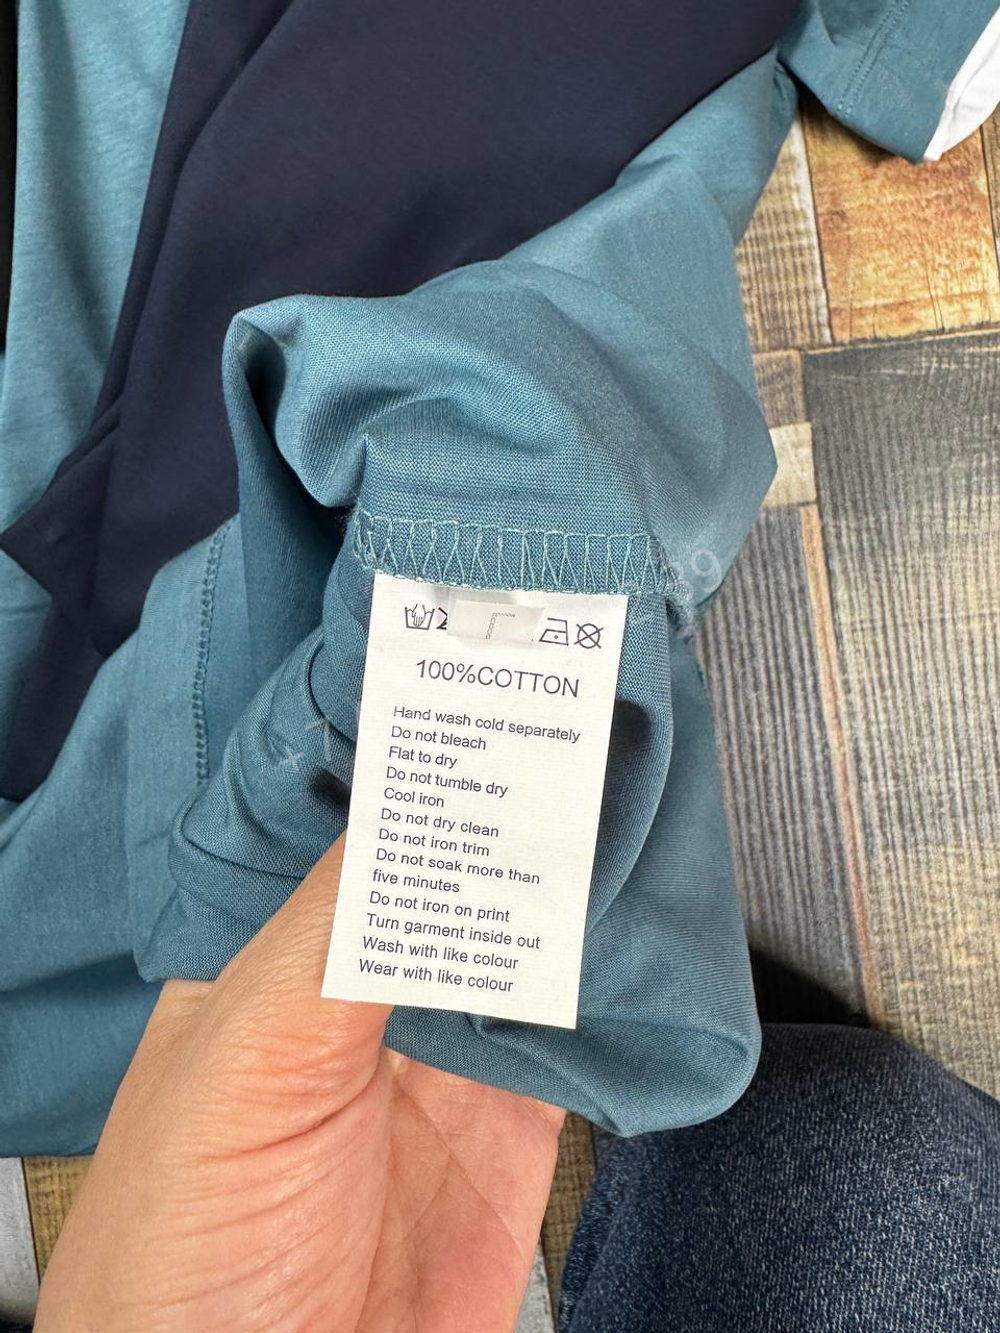 100%COTTON
Hand wash cold separately
Do not bleach
Flat to dry
Do not tumble dry
Cool iron
Do not dry clean
Do not iron trim
Do not soak more than
five minutes
Do not iron on print
Turn garment inside out
Wash with like colour
Wear with like colour